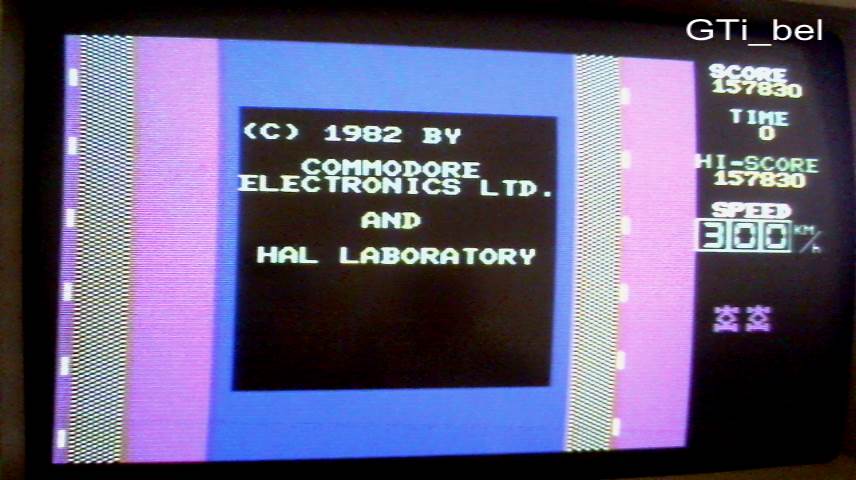 GTi_bel
(C) 1982 BY
COMMODORE
ELECTRONICS LTD.
AND
HAL LABORATORY
SCORE
157830
TIME
0
HI-SCORE
157830
SPEED
300 KM/h